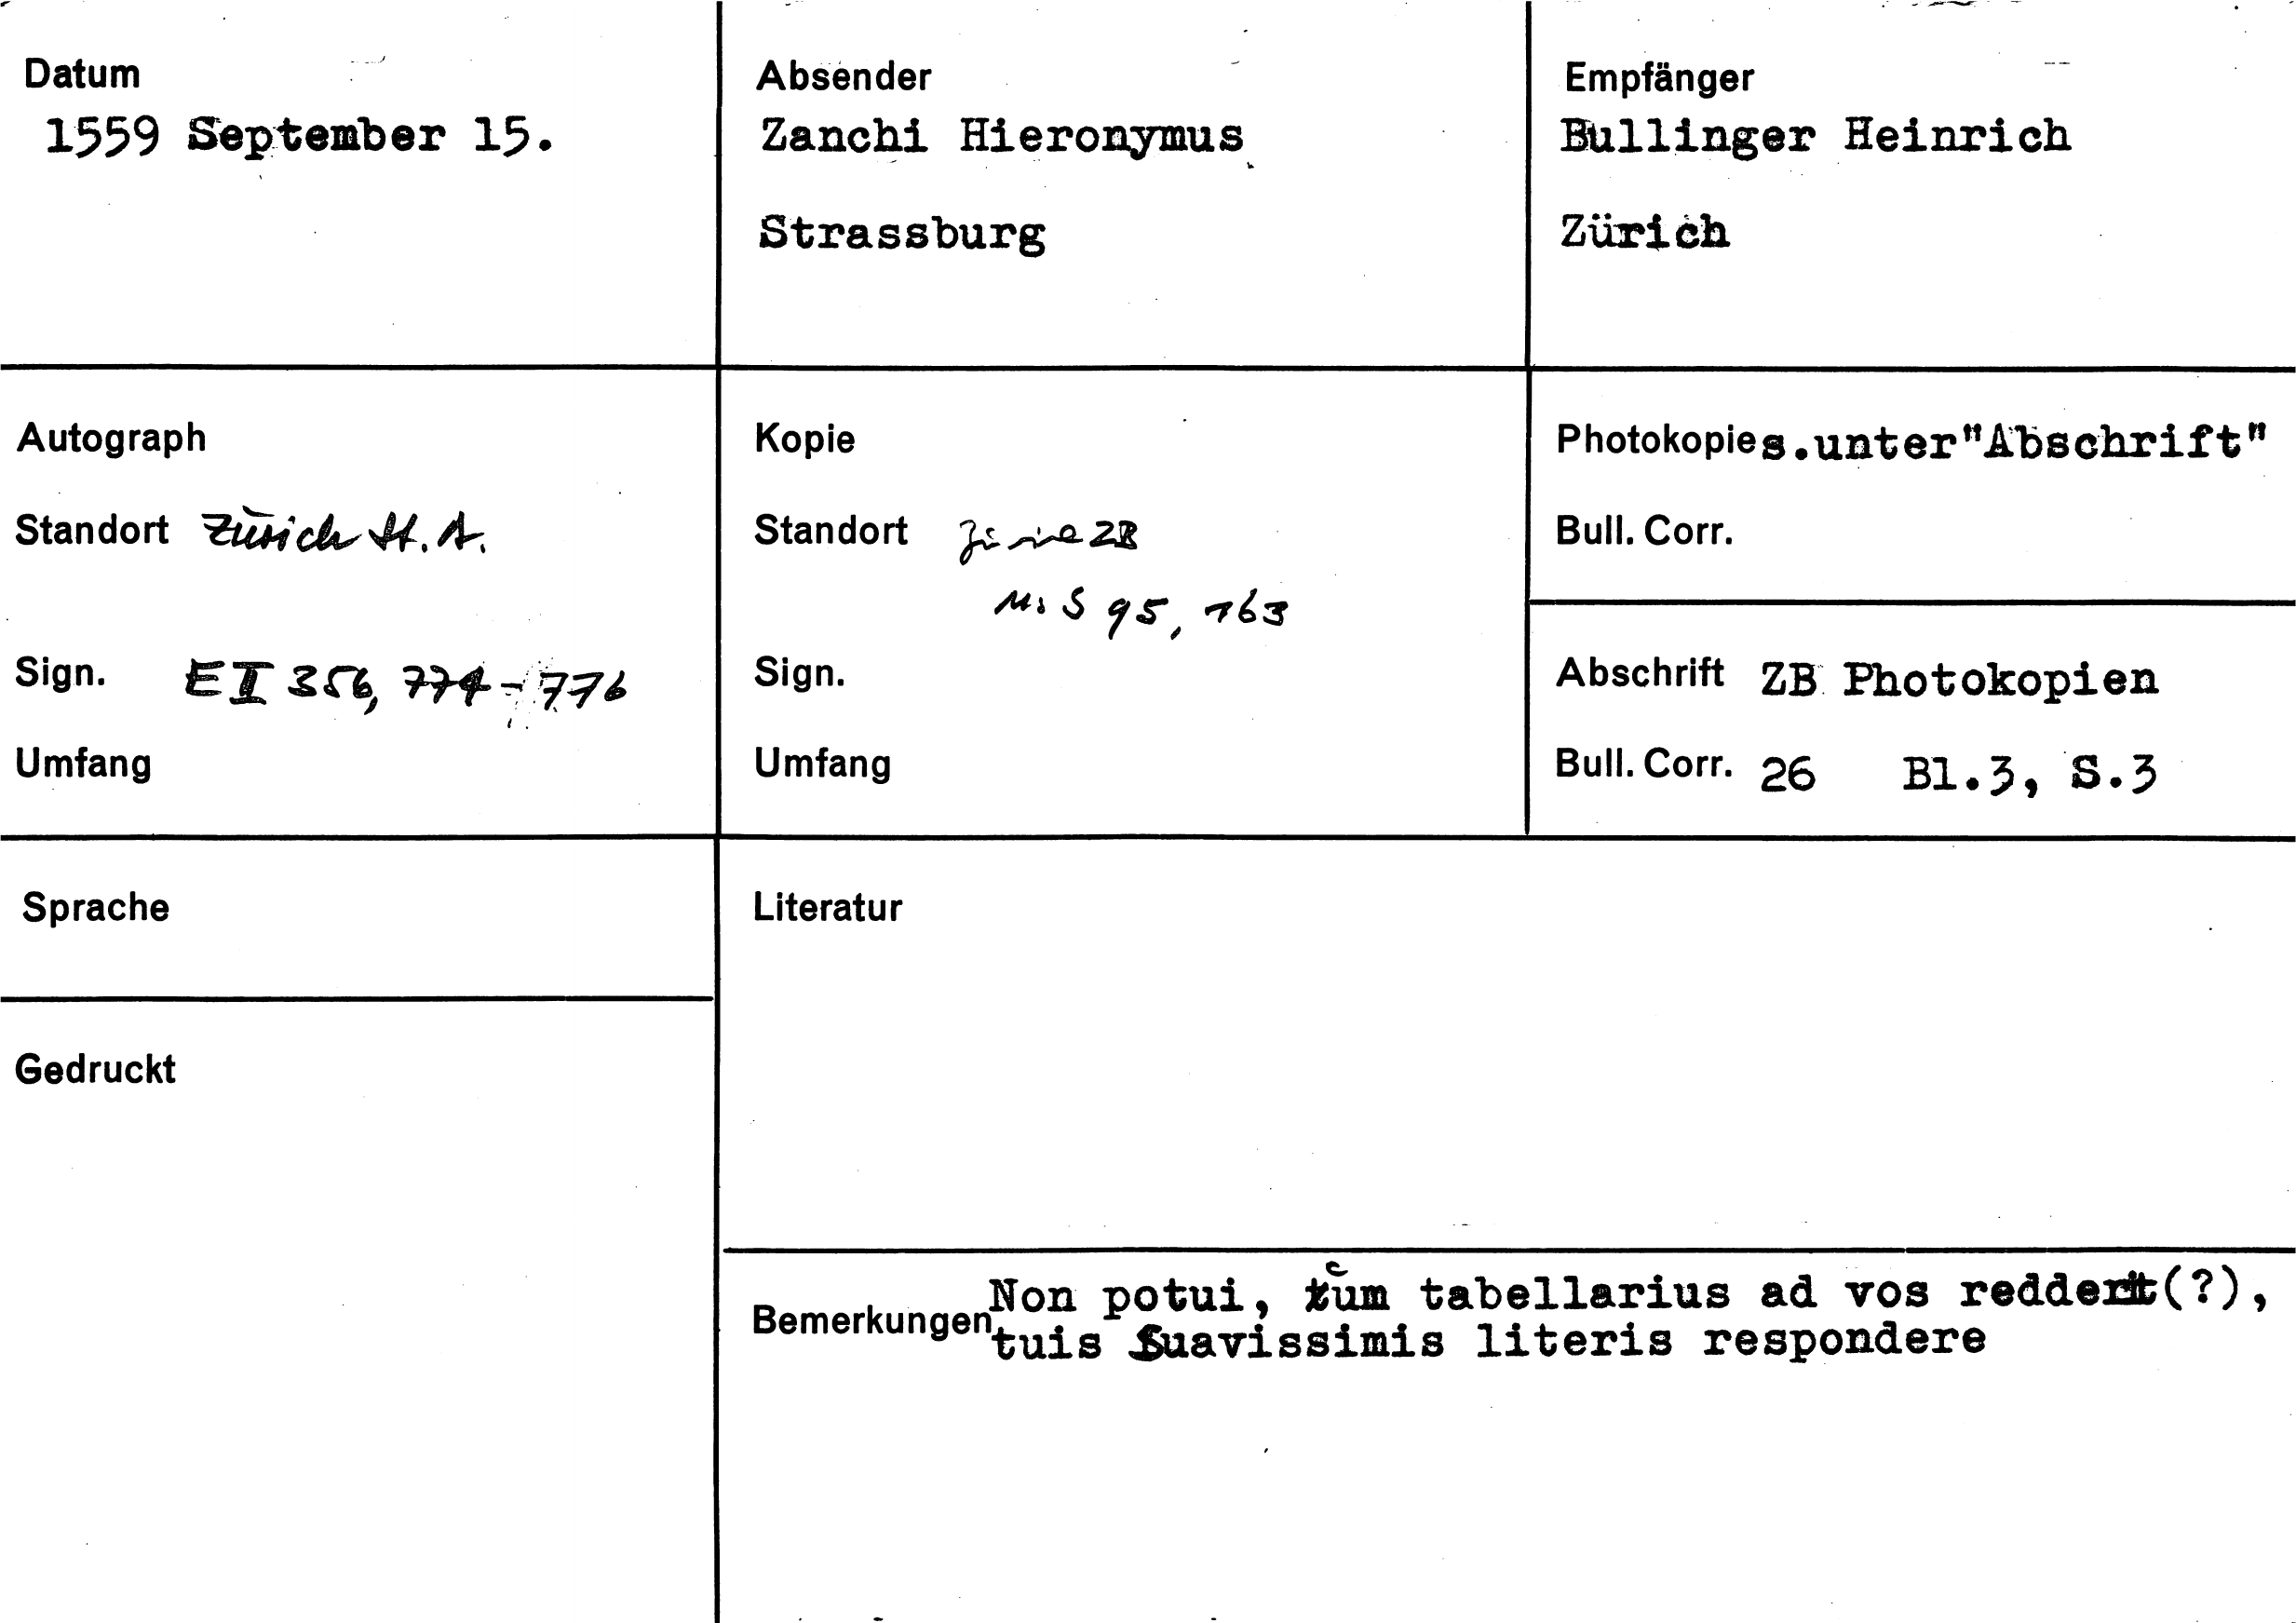 Datum
1559 September 15.
Absender
Zanchi Hieronymus
Strassburg
Empfänger
Bullinger Heinrich
Zürich
Autograph
Standort Zürich St. A.
Sign. E II 356, 774-776
Umfang
Kopie
Standort Zürich ZB
Ms S 95, 163
Sign.
Umfang
Photokopie s.unter"Abschrift"
Bull. Corr.
Abschrift ZB Photokopien
Bull. Corr. 26 Bl.3, S.3
Sprache
Gedruckt
Literatur
Bemerkungen Non potui, cum tabellarius ad vos (?),
tuis Suavissimis literis respondere